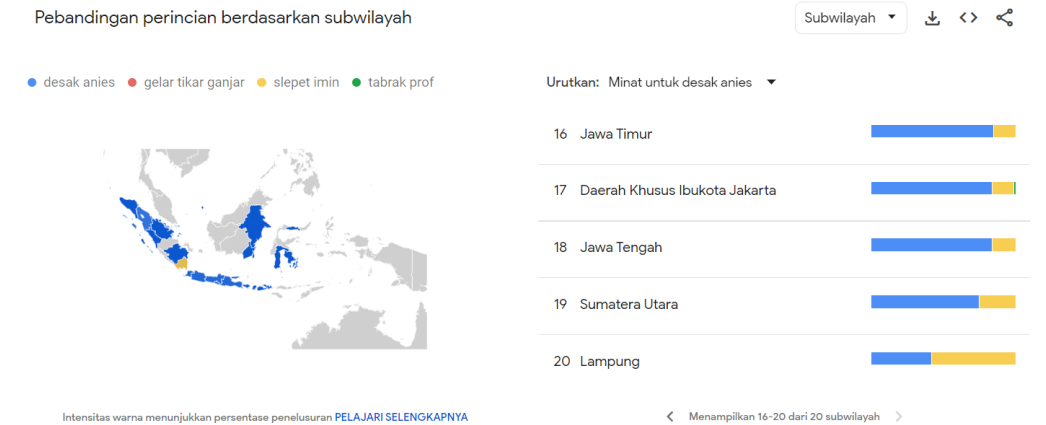 Pebandingan perincian berdasarkan subwilayah
Subwilayah
desak anies gelar tikar ganjar slepet imin tabrak prof
Urutkan: Minat untuk desak anies
16 Jawa Timur
17 Daerah Khusus Ibukota Jakarta
18 Jawa Tengah
19 Sumatera Utara
20 Lampung
Intensitas warna menunjukkan persentase penelusuran PELAJARI SELENGKAPNYA
Menampilkan 16-20 dari 20 subwilayah